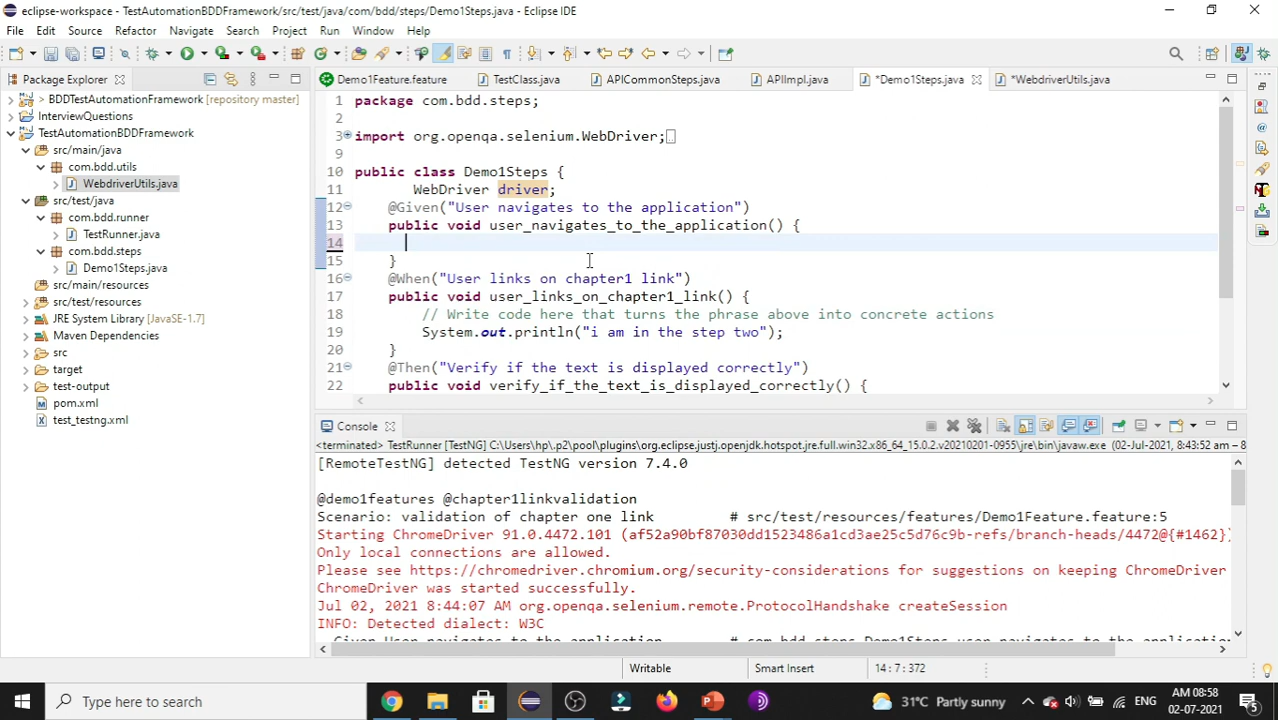 eclipse-workspace - TestAutomationBDDFramework/src/test/java/com/bdd/steps/Demo1Steps.java - Eclipse IDE
File Edit Source Refactor Navigate Search Project Run Window Help
Package Explorer
Demo1Feature.feature TestClass.java APICommonSteps.java APIImpl.java *Demo1Steps.java *WebdriverUtils.java
> BDDTestAutomationFramework [repository master]
InterviewQuestions
TestAutomationBDDFramework
src/main/java
com.bdd.utils
WebdriverUtils.java
src/test/java
com.bdd.runner
TestRunner.java
com.bdd.steps
Demo1Steps.java
src/main/resources
src/test/resources
JRE System Library [JavaSE-1.7]
Maven Dependencies
src
target
test-output
pom.xml
test_testng.xml
1 package com.bdd.steps;
2
3 import org.openqa.selenium.WebDriver;
9
10 public class Demo1Steps {
11 WebDriver driver;
12 @Given("User navigates to the application")
13 public void user_navigates_to_the_application() {
14
15 }
16 @When("User links on chapter1 link")
17 public void user_links_on_chapter1_link() {
18 // Write code here that turns the phrase above into concrete actions
19 System.out.println("i am in the step two");
20 }
21 @Then("Verify if the text is displayed correctly")
22 public void verify_if_the_text_is_displayed_correctly() {
Console
<terminated> TestRunner [TestNG] C:\Users\hp\.p2\pool\plugins\org.eclipse.justj.openjdk.hotspot.jre.full.win32.x86_64_15.0.2.v20210201-0955\jre\bin\javaw.exe (02-Jul-2021, 8:43:52 am – 8
[RemoteTestNG] detected TestNG version 7.4.0
@demo1features @chapter1linkvalidation
Scenario: validation of chapter one link # src/test/resources/features/Demo1Feature.feature:5
Starting ChromeDriver 91.0.4472.101 (af52a90bf87030dd1523486a1cd3ae25c5d76c9b-refs/branch-heads/4472@{#1462})
Only local connections are allowed.
Please see https://chromedriver.chromium.org/security-considerations for suggestions on keeping ChromeDriver
ChromeDriver was started successfully.
Jul 02, 2021 8:44:07 AM org.openqa.selenium.remote.ProtocolHandshake createSession
INFO: Detected dialect: W3C
Given User navigates to the application # com.bdd.steps.Demo1Steps.user_navigates_to_the_application
Writable Smart Insert 14 : 7 : 372
Type here to search
31°C Partly sunny
ENG
AM 08:58
02-07-2021
5